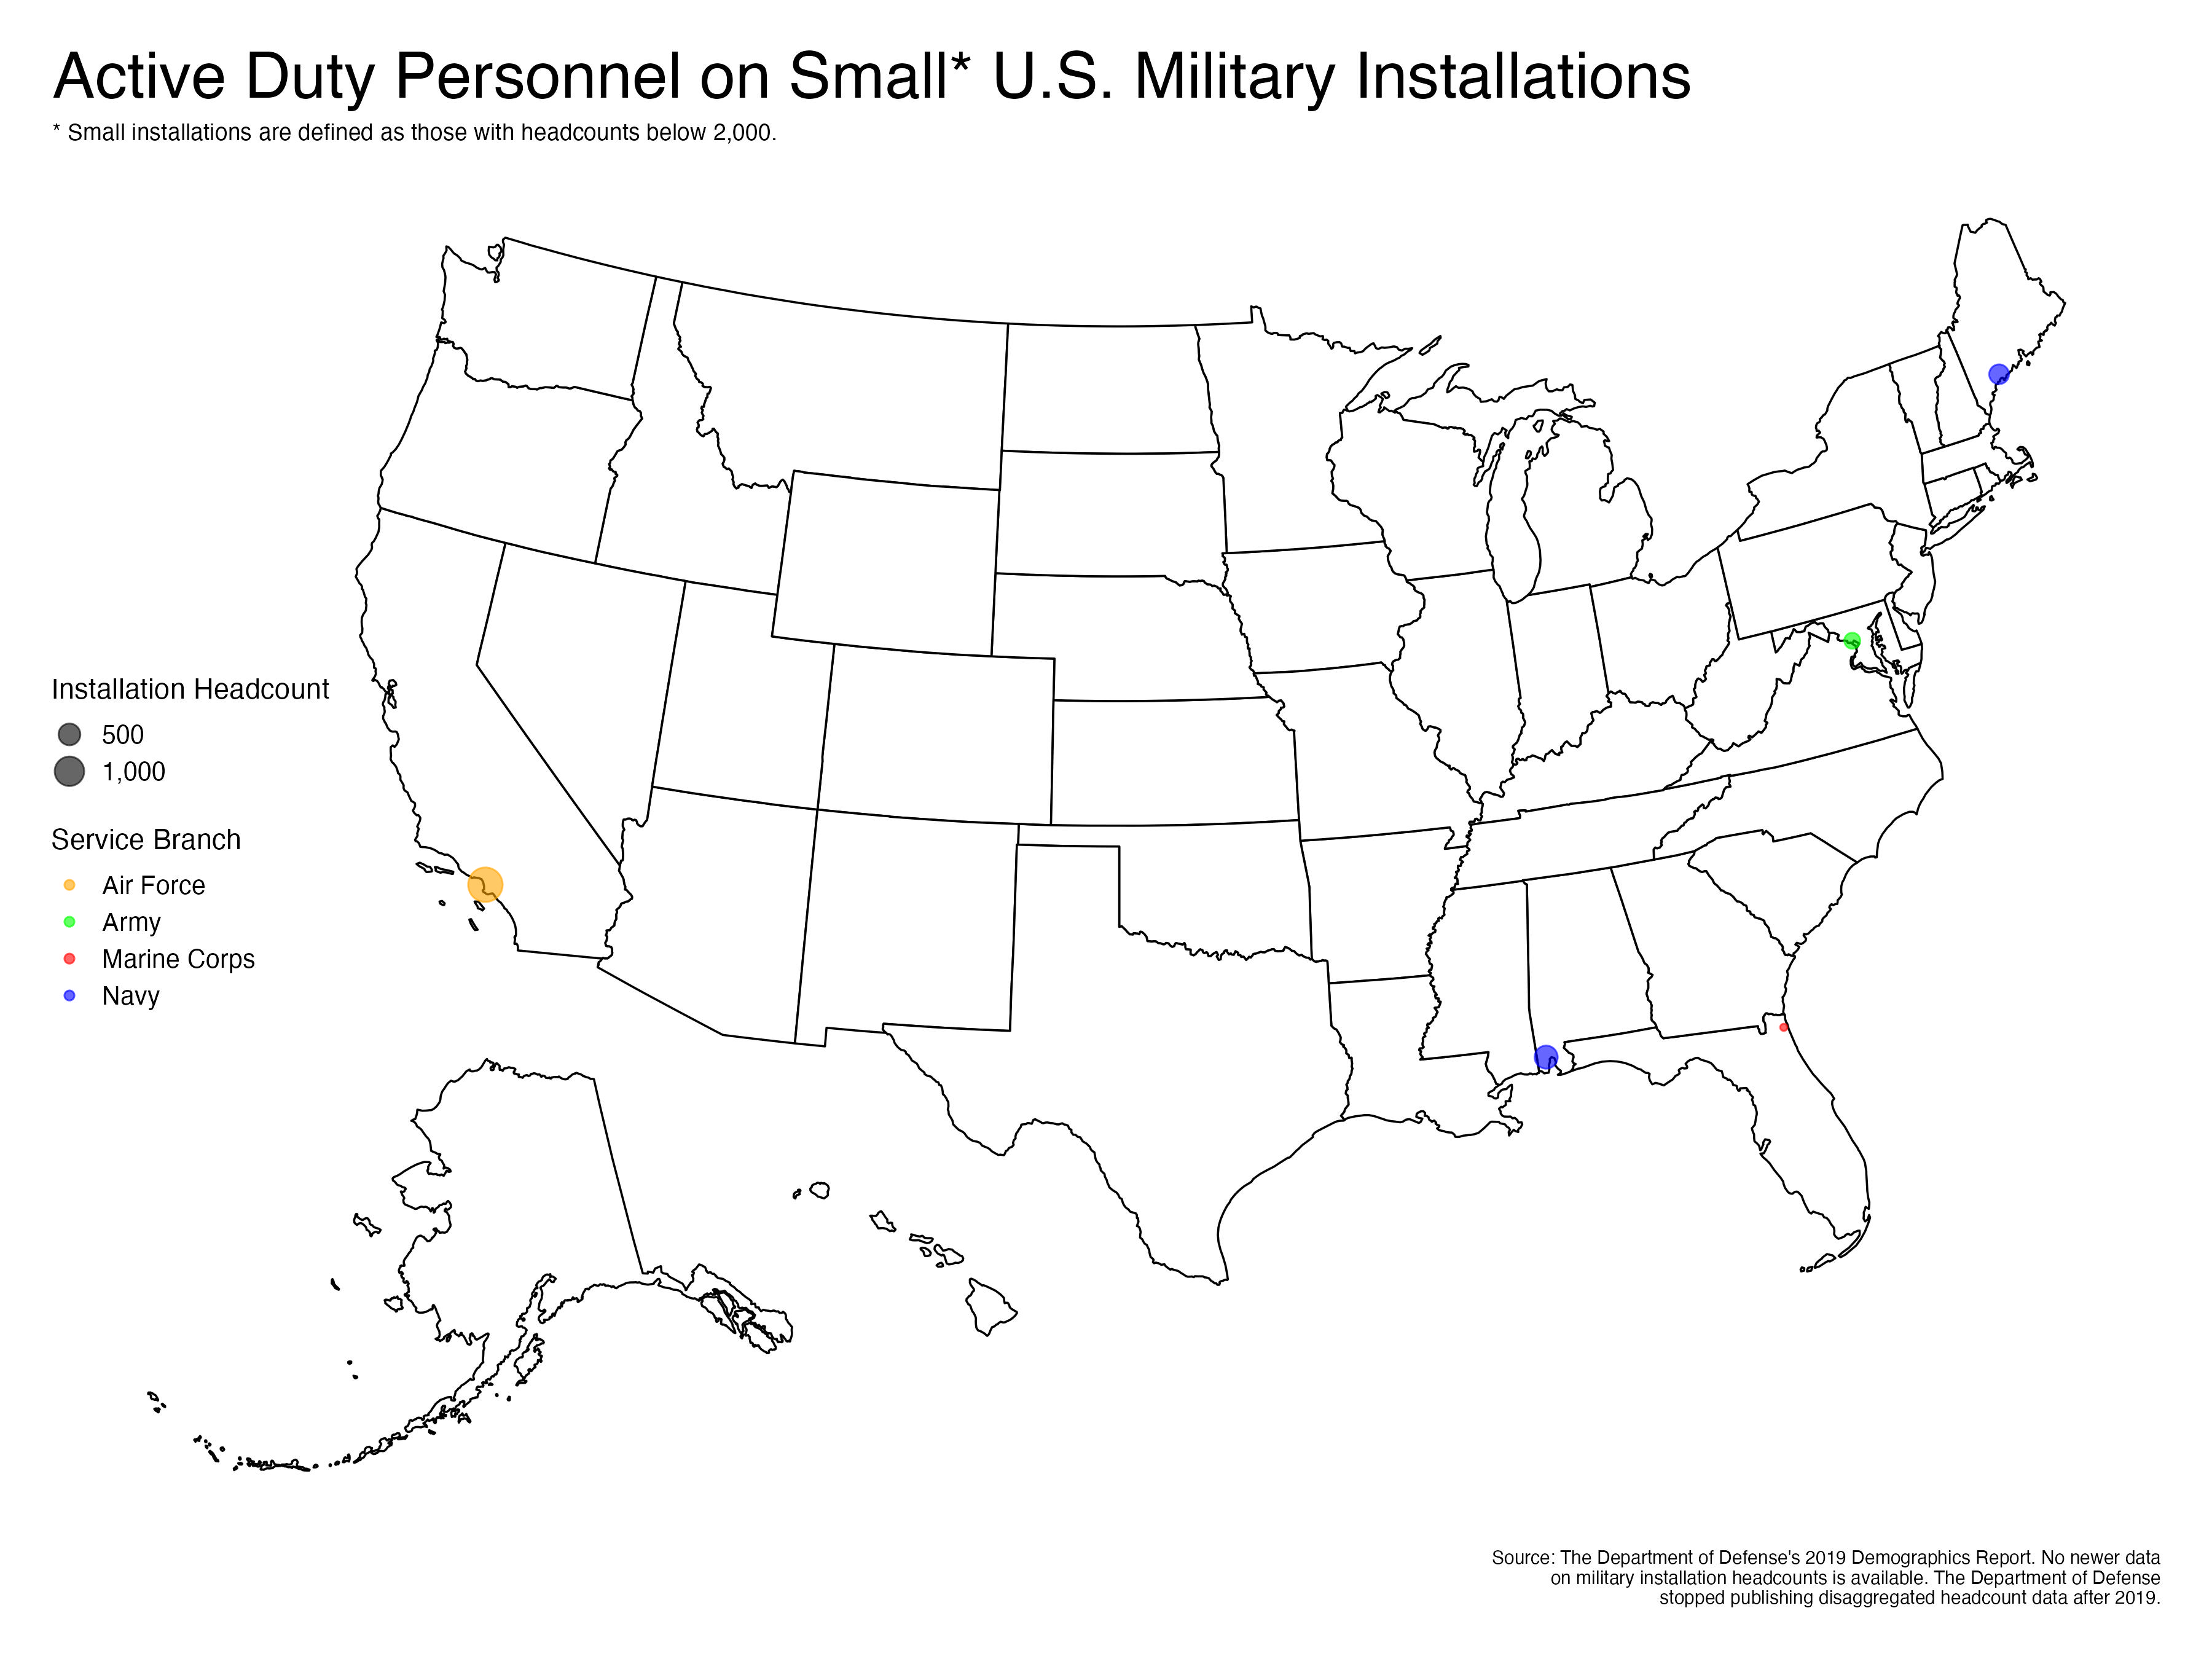 Active Duty Personnel on Small* U.S. Military Installations
* Small installations are defined as those with headcounts below 2,000.
Installation Headcount
500
1,000
Service Branch
Air Force
Army
Marine Corps
Navy
Source: The Department of Defense's 2019 Demographics Report. No newer data
on military installation headcounts is available. The Department of Defense
stopped publishing disaggregated headcount data after 2019.